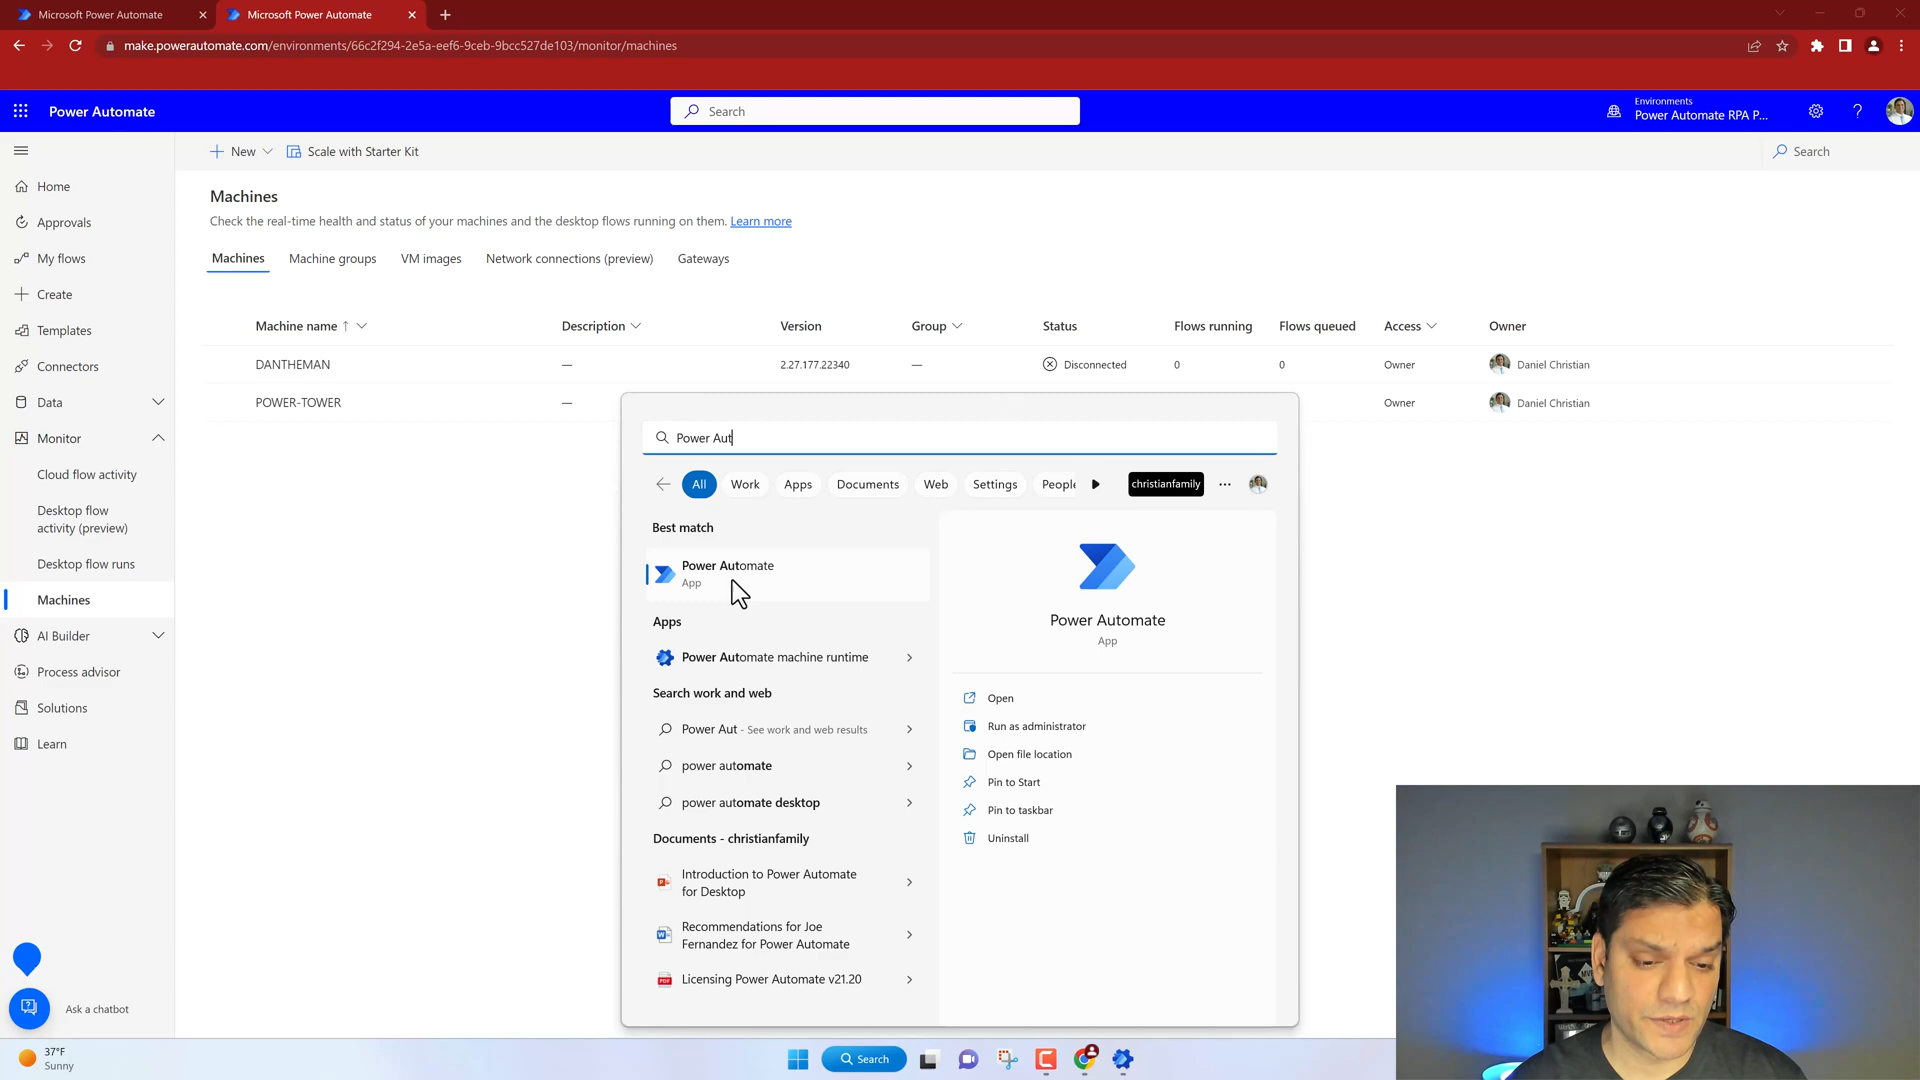 Microsoft Power Automate
Microsoft Power Automate
make.powerautomate.com/environments/66c2f294-2e5a-eef6-9ceb-9bcc527de103/monitor/machines
Power Automate
Search
Environments
Power Automate RPA P...
New
Scale with Starter Kit
Search
Home
Approvals
My flows
Create
Templates
Connectors
Data
Monitor
Cloud flow activity
Desktop flow
activity (preview)
Desktop flow runs
Machines
AI Builder
Process advisor
Solutions
Learn
Ask a chatbot
Machines
Check the real-time health and status of your machines and the desktop flows running on them. Learn more
Machines Machine groups VM images Network connections (preview) Gateways
Machine name ↑ Description Version Group Status Flows running Flows queued Access Owner
DANTHEMAN — 2.27.177.22340 — Disconnected 0 0 Owner Daniel Christian
POWER-TOWER — Owner Daniel Christian
Power Aut
All Work Apps Documents Web Settings People christianfamily ...
Best match
Power Automate
App
Apps
Power Automate machine runtime
Search work and web
Power Aut - See work and web results
power automate
power automate desktop
Documents - christianfamily
Introduction to Power Automate
for Desktop
Recommendations for Joe
Fernandez for Power Automate
Licensing Power Automate v21.20
Power Automate
App
Open
Run as administrator
Open file location
Pin to Start
Pin to taskbar
Uninstall
37°F
Sunny
Search